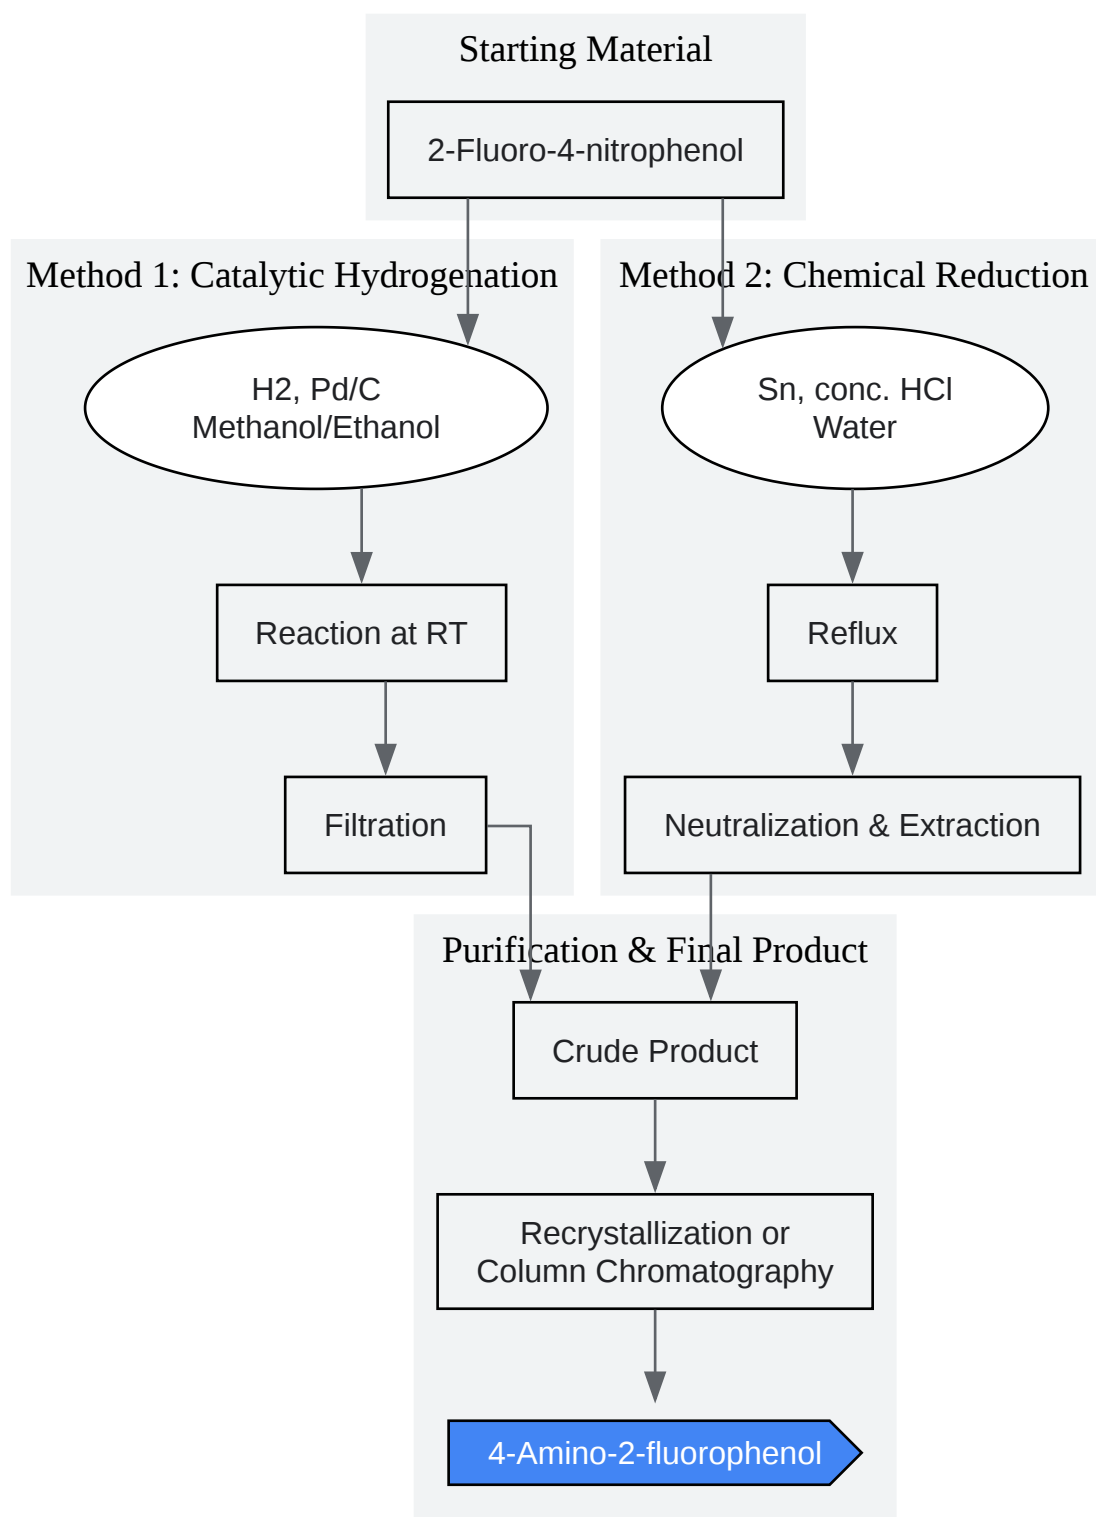 Starting Material
2-Fluoro-4-nitrophenol
Method 1: Catalytic Hydrogenation
H2, Pd/C
Methanol/Ethanol
Reaction at RT
Filtration
Method 2: Chemical Reduction
Sn, conc. HCl
Water
Reflux
Neutralization & Extraction
Purification & Final Product
Crude Product
Recrystallization or
Column Chromatography
4-Amino-2-fluorophenol